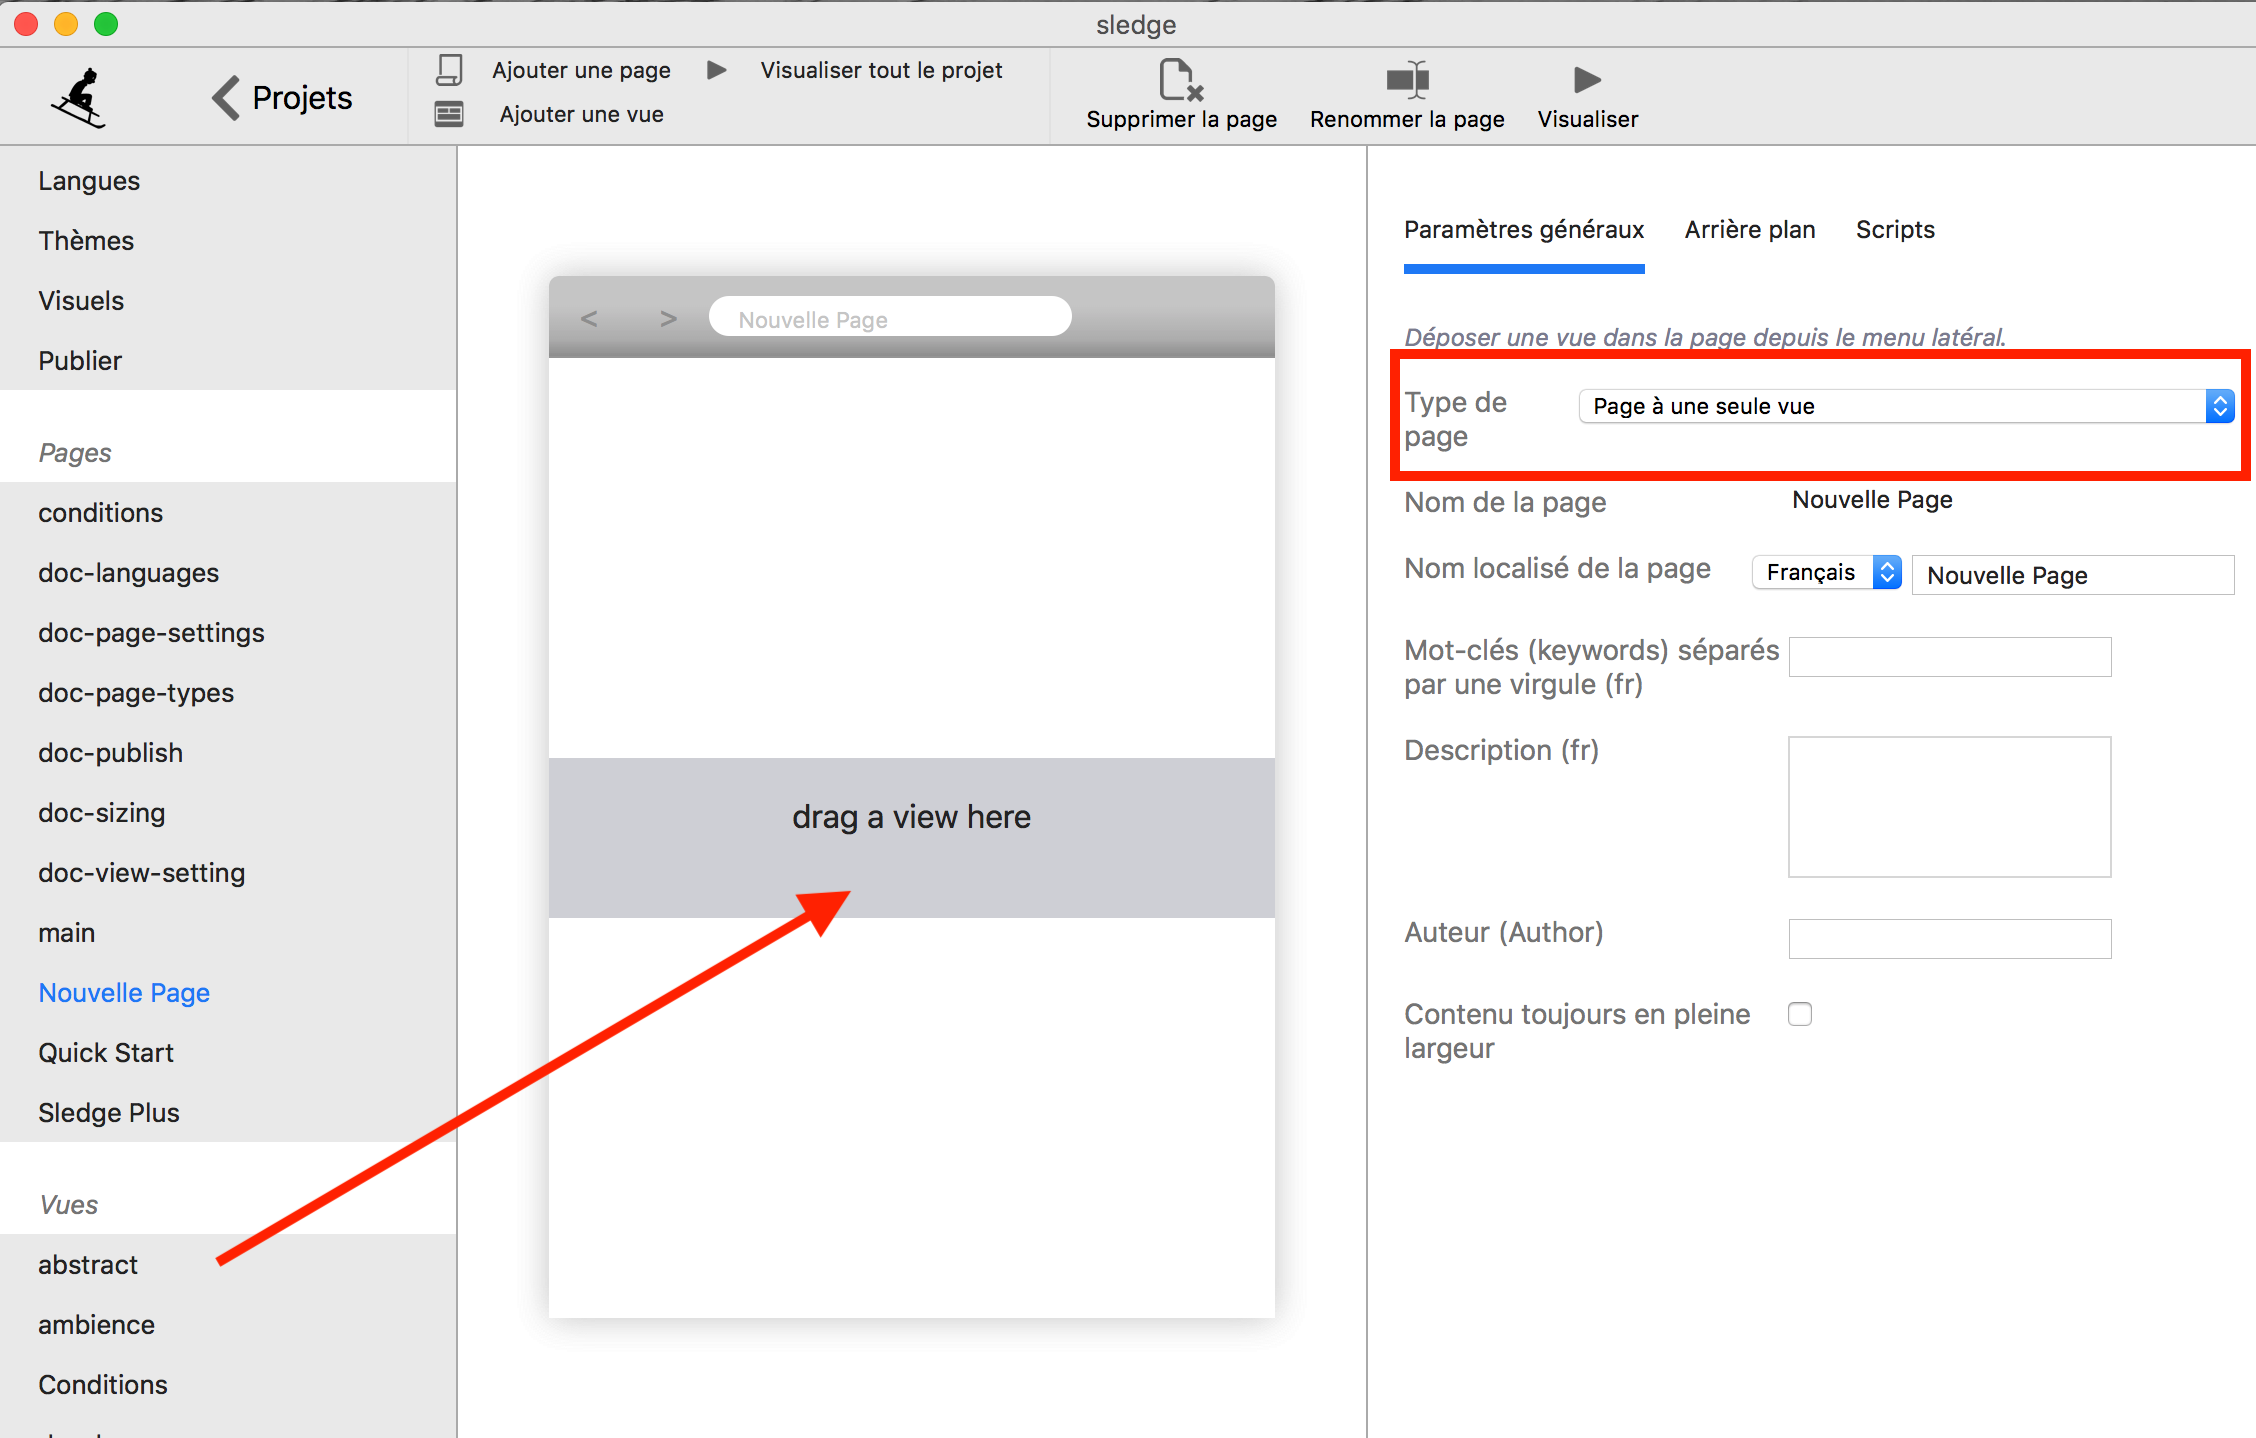 sledge
Projets
Ajouter une page
Visualiser tout le projet
Ajouter une vue
Supprimer la page
Renommer la page
Visualiser
Langues
Thèmes
Visuels
Publier
Pages
conditions
doc-languages
doc-page-settings
doc-page-types
doc-publish
doc-sizing
doc-view-setting
main
Nouvelle Page
Quick Start
Sledge Plus
Vues
abstract
ambience
Conditions
< > Nouvelle Page
drag a view here
Paramètres généraux Arrière plan Scripts
Déposer une vue dans la page depuis le menu latéral.
Type de
page
Page à une seule vue
Nom de la page Nouvelle Page
Nom localisé de la page Français Nouvelle Page
Mot-clés (keywords) séparés
par une virgule (fr)
Description (fr)
Auteur (Author)
Contenu toujours en pleine
largeur